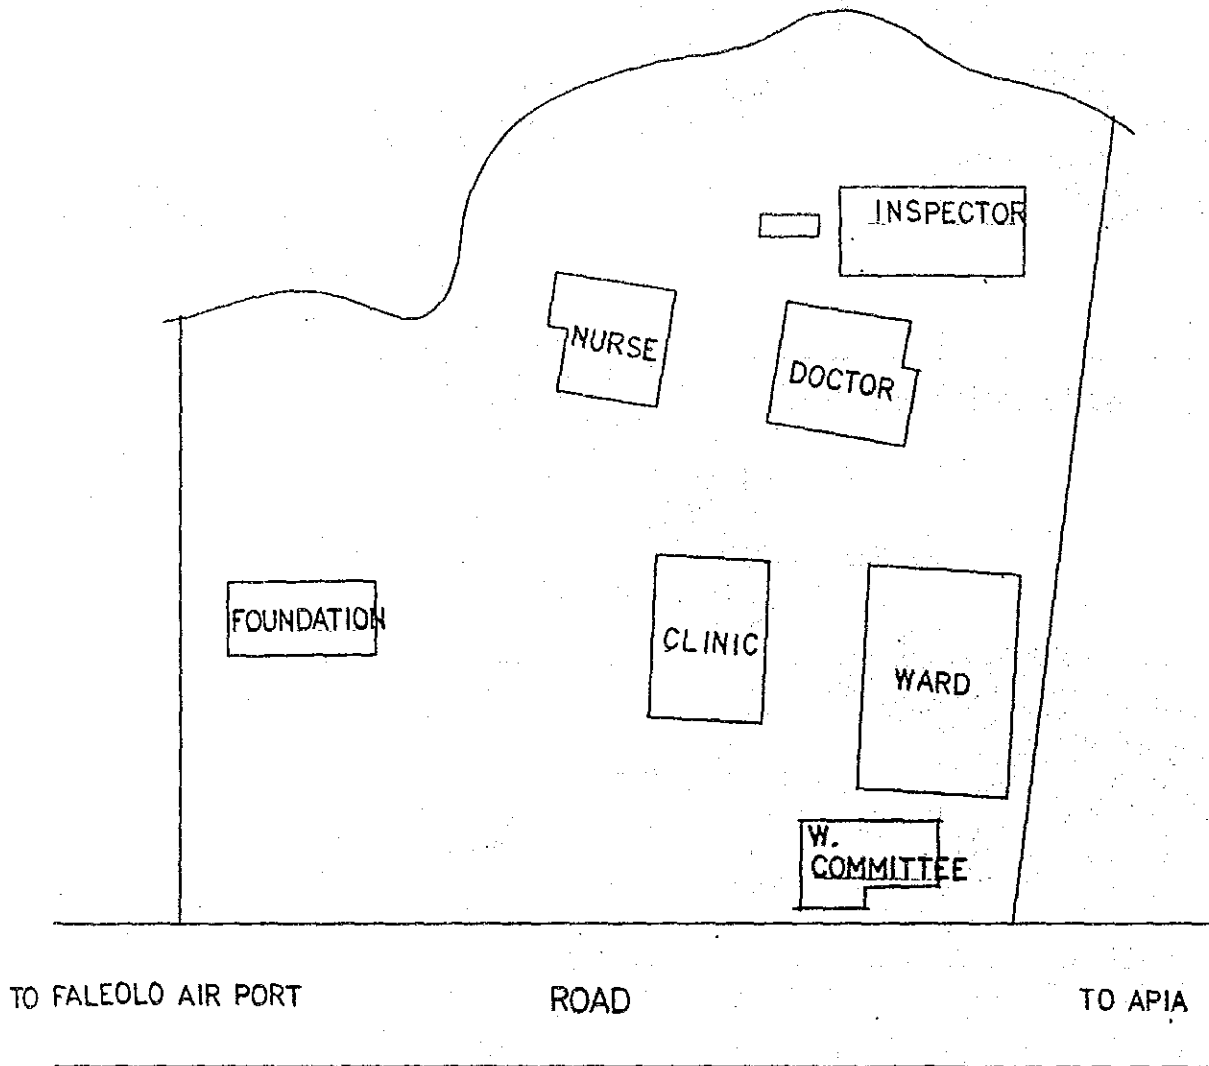 INSPECTOR
NURSE
DOCTOR
FOUNDATION
CLINIC
WARD
W.
COMMITTEE
TO FALEOLO AIR PORT
ROAD
TO APIA